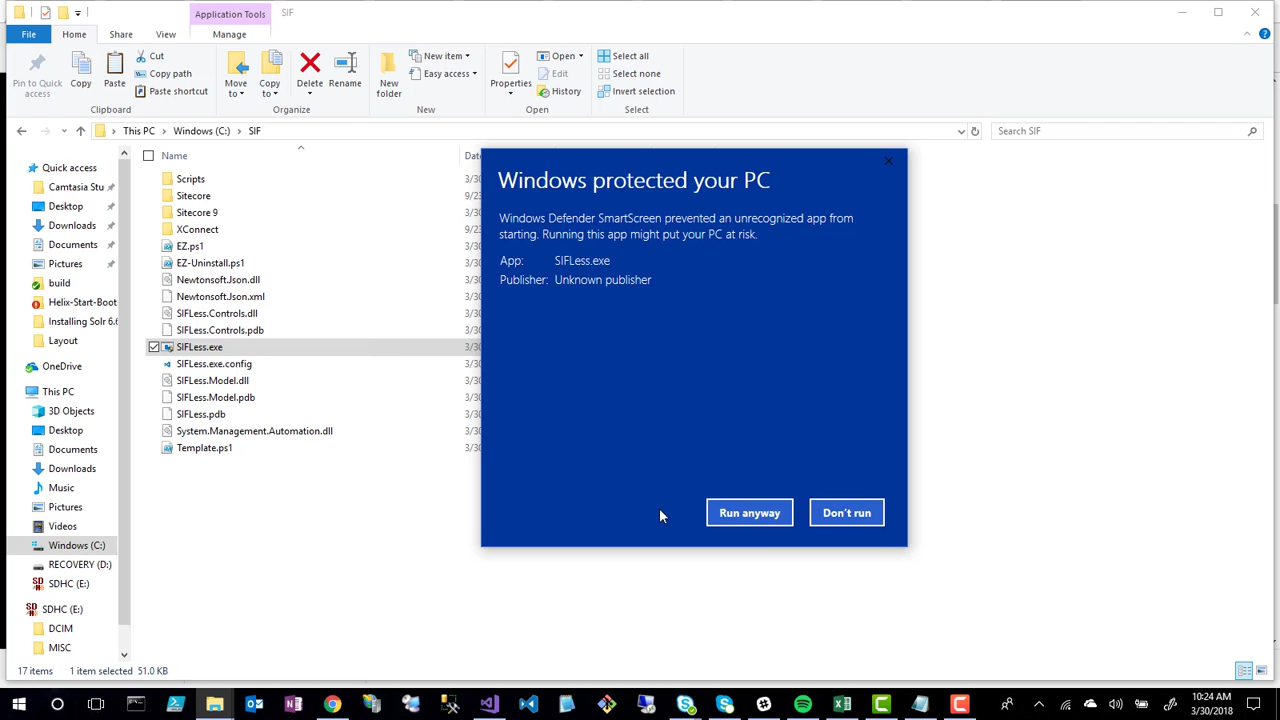 Application Tools
SIF
File
Home
Share
View
Manage
Pin to Quick
access
Copy
Paste
Cut
Copy path
Paste shortcut
Clipboard
Move
to
Copy
to
Delete
Rename
Organize
New
folder
New item
Easy access
New
Properties
Open
Edit
History
Open
Select all
Select none
Invert selection
Select
This PC
Windows (C:)
SIF
Search SIF
Quick access
Camtasia Stu
Desktop
Downloads
Documents
Pictures
build
Helix-Start-Boot
Installing Solr 6.6
Layout
OneDrive
This PC
3D Objects
Desktop
Documents
Downloads
Music
Pictures
Videos
Windows (C:)
RECOVERY (D:)
SDHC (E:)
SDHC (E:)
DCIM
MISC
Name
Scripts
Sitecore
Sitecore 9
XConnect
EZ.ps1
EZ-Uninstall.ps1
Newtonsoft.Json.dll
Newtonsoft.Json.xml
SIFLess.Controls.dll
SIFLess.Controls.pdb
SIFLess.exe
SIFLess.exe.config
SIFLess.Model.dll
SIFLess.Model.pdb
SIFLess.pdb
System.Management.Automation.dll
Template.ps1
Windows protected your PC
Windows Defender SmartScreen prevented an unrecognized app from
starting. Running this app might put your PC at risk.
App: SIFLess.exe
Publisher: Unknown publisher
Run anyway
Don't run
17 items
1 item selected 51.0 KB
10:24 AM
3/30/2018